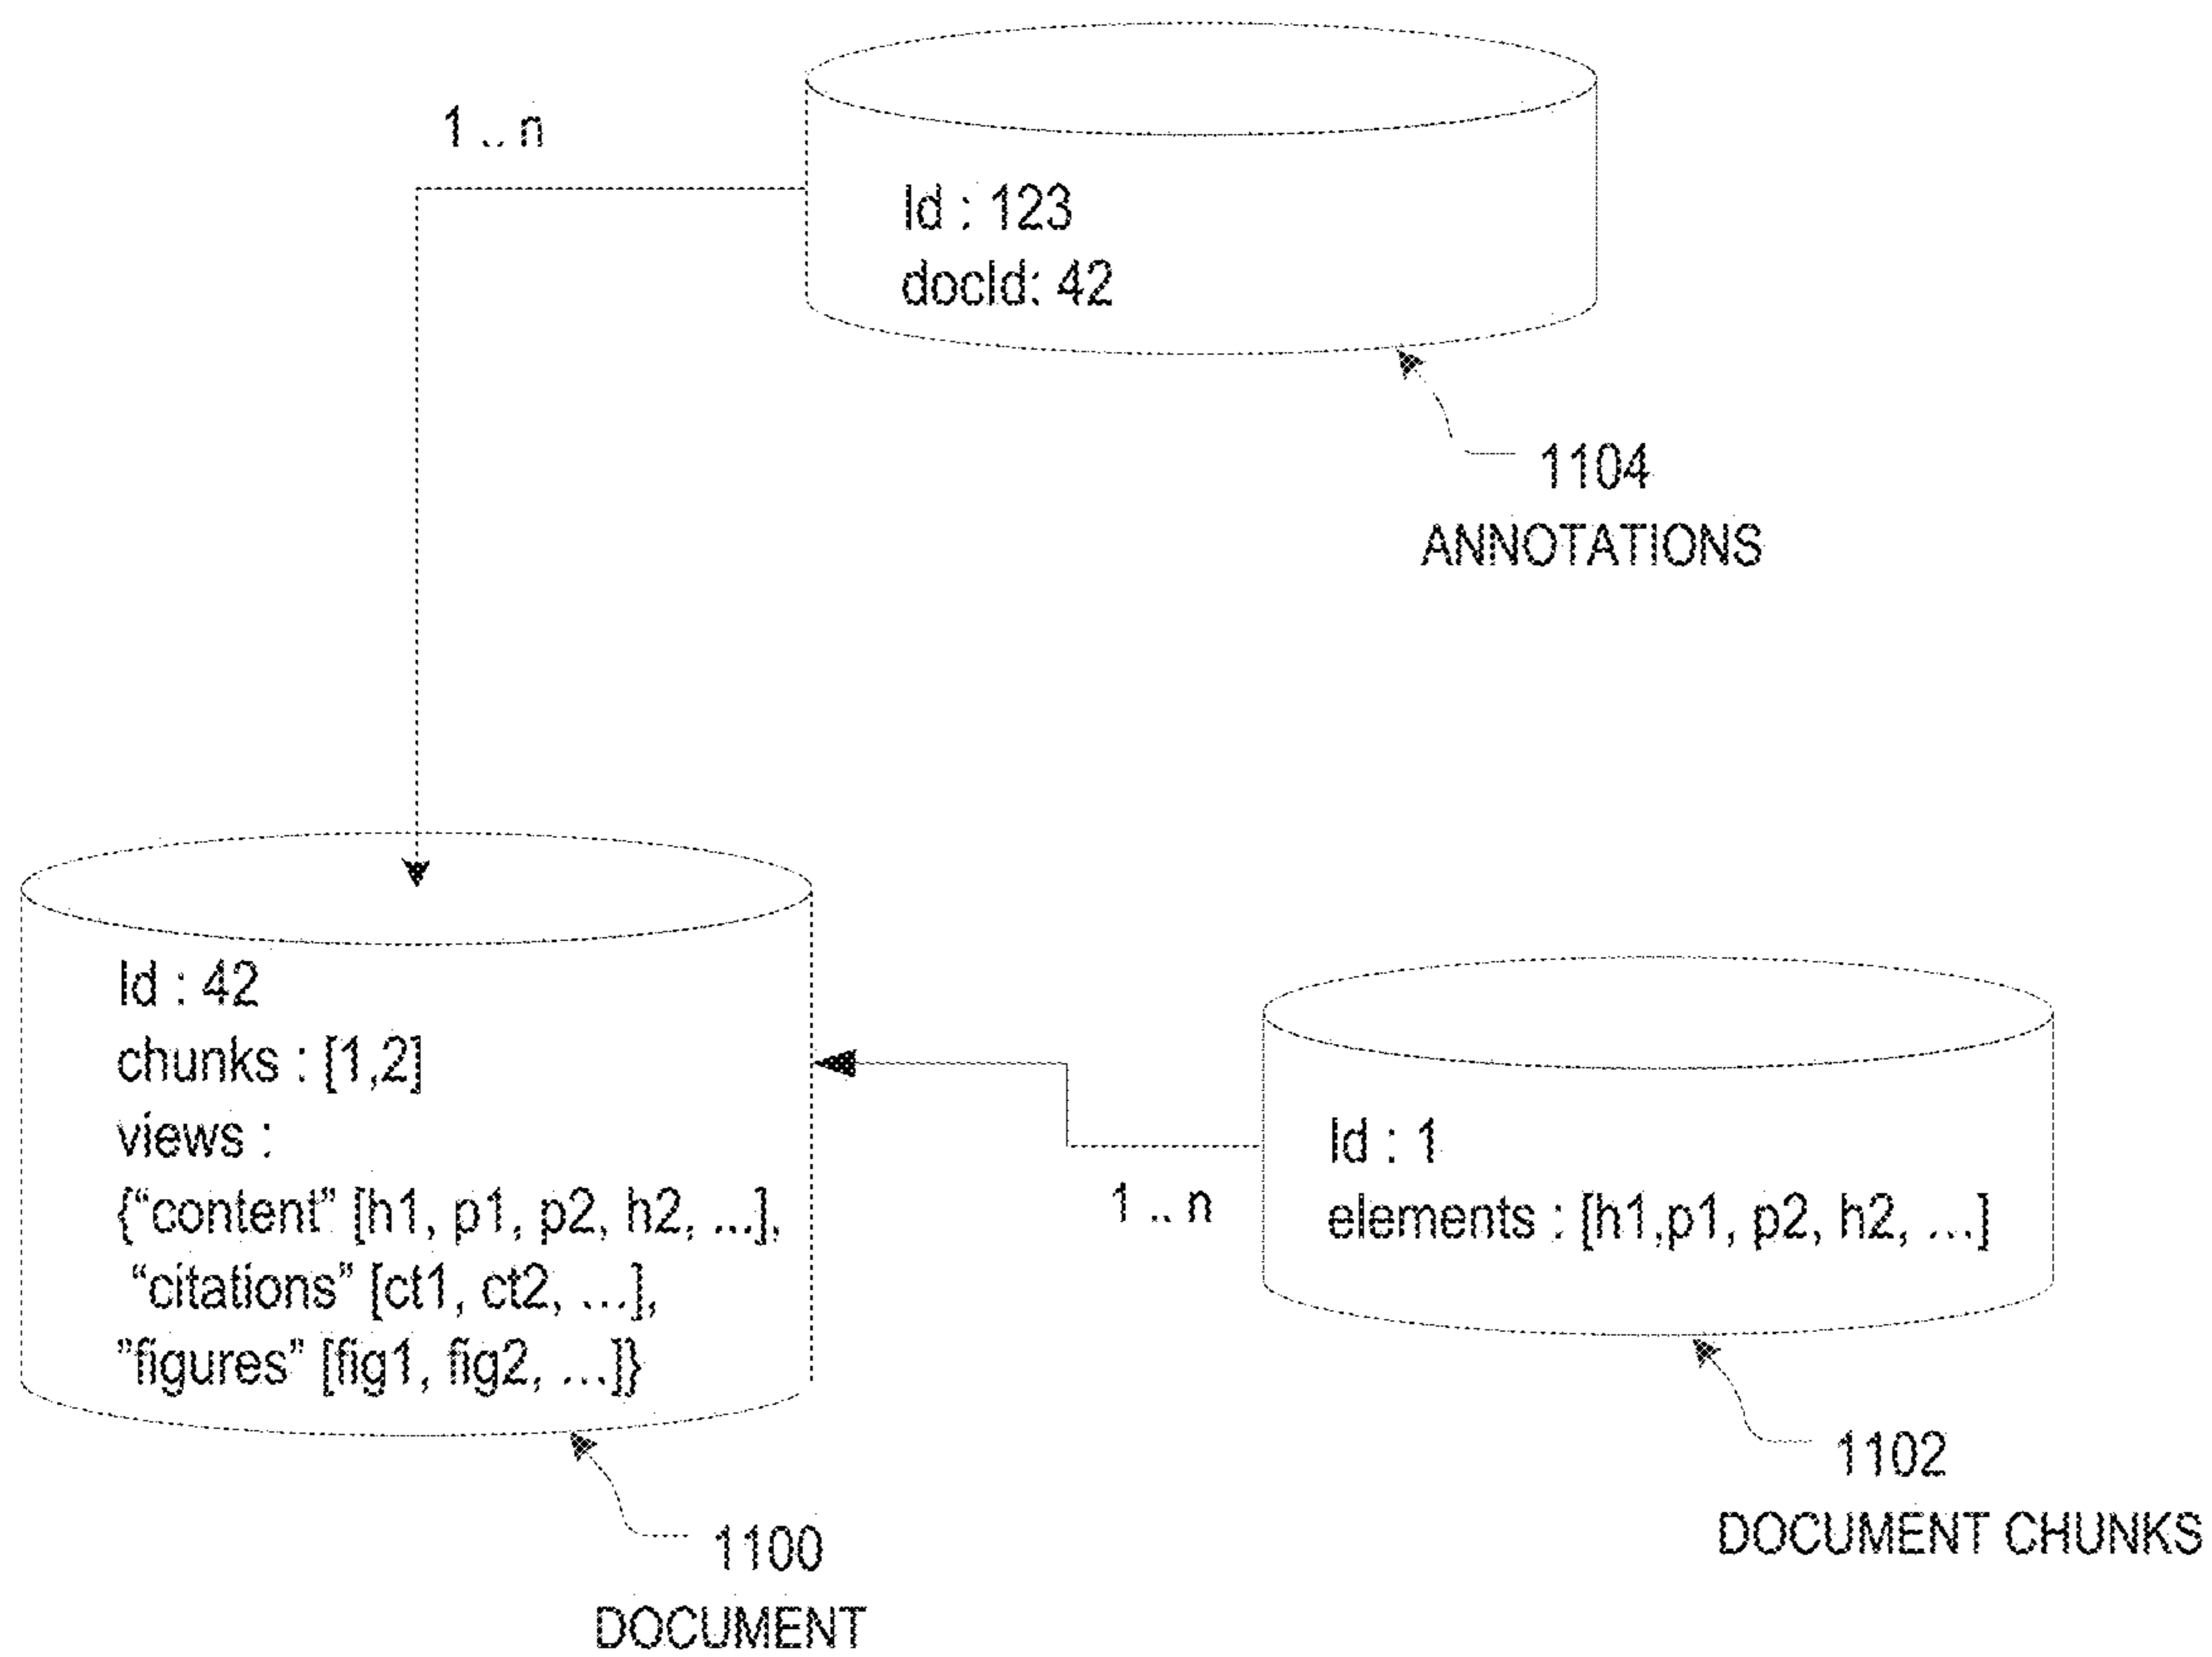 1 .. n
Id : 123
docId: 42
1104
ANNOTATIONS
Id : 42
chunks : [1,2]
views :
{“content” [h1, p1, p2, h2, ...],
“citations” [ct1, ct2, ...],
”figures” [fig1, fig2, ...]}
1100
DOCUMENT
1 .. n
Id : 1
elements : [h1,p1, p2, h2, ...]
1102
DOCUMENT CHUNKS